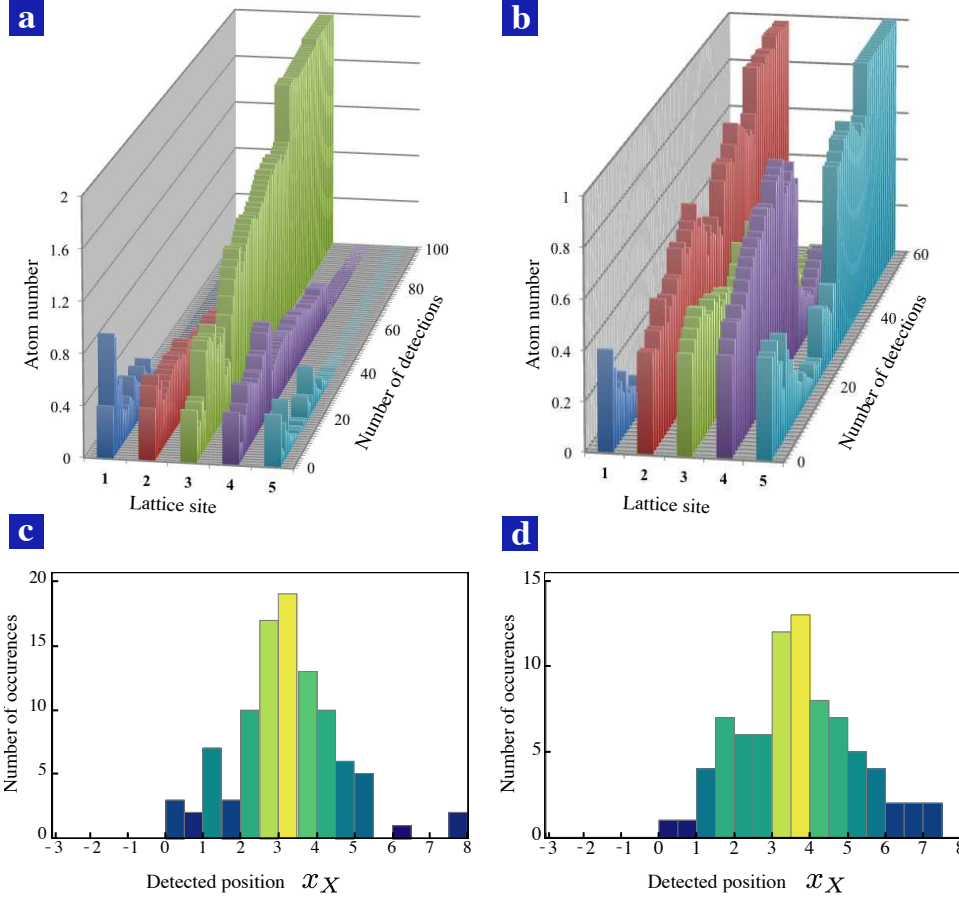 a
b
2
1.6
1.2
0.8
0.4
0
Atom number
1 2 3 4 5
Lattice site
0
20
40
60
80
100
Number of detections
1
0.8
0.6
0.4
0.2
0
Atom number
1 2 3 4 5
Lattice site
0
20
40
60
Number of detections
c
d
20
15
10
5
0
Number of occurences
-3 -2 -1 0 1 2 3 4 5 6 7 8
Detected position x_X
15
10
5
0
Number of occurences
-3 -2 -1 0 1 2 3 4 5 6 7 8
Detected position x_X